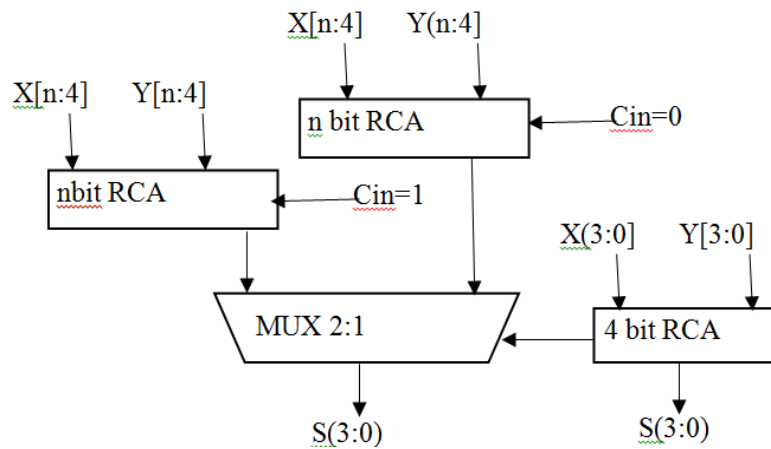 X[n:4] Y(n:4]
X[n:4] Y[n:4]
n bit RCA
Cin=0
nbit RCA
Cin=1
X(3:0] Y[3:0]
MUX 2:1
4 bit RCA
S(3:0)
S(3:0)